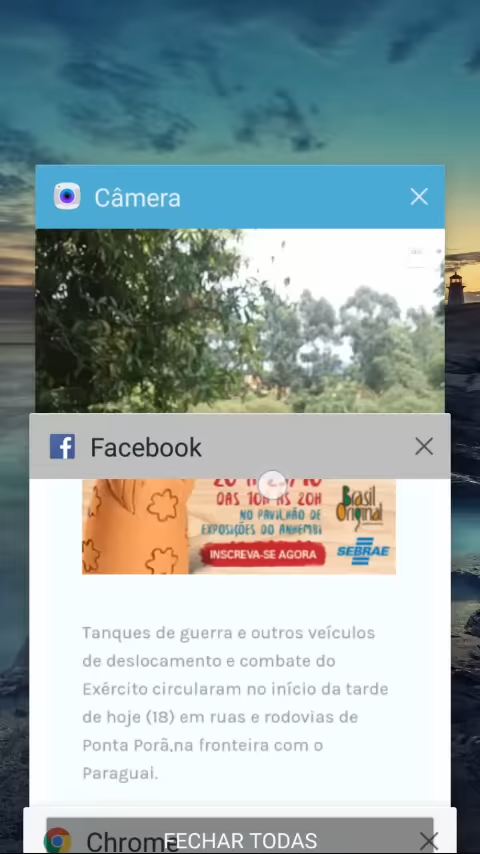 Câmera
Facebook
DAS 10H ÀS 20H
NO PAVILHÃO DE
EXPOSIÇÕES DO ANHEMBI
INSCREVA-SE AGORA
Brasil
Original
SEBRAE
Tanques de guerra e outros veículos
de deslocamento e combate do
Exército circularam no início da tarde
de hoje (18) em ruas e rodovias de
Ponta Porã,na fronteira com o
Paraguai.
Chrome
FECHAR TODAS